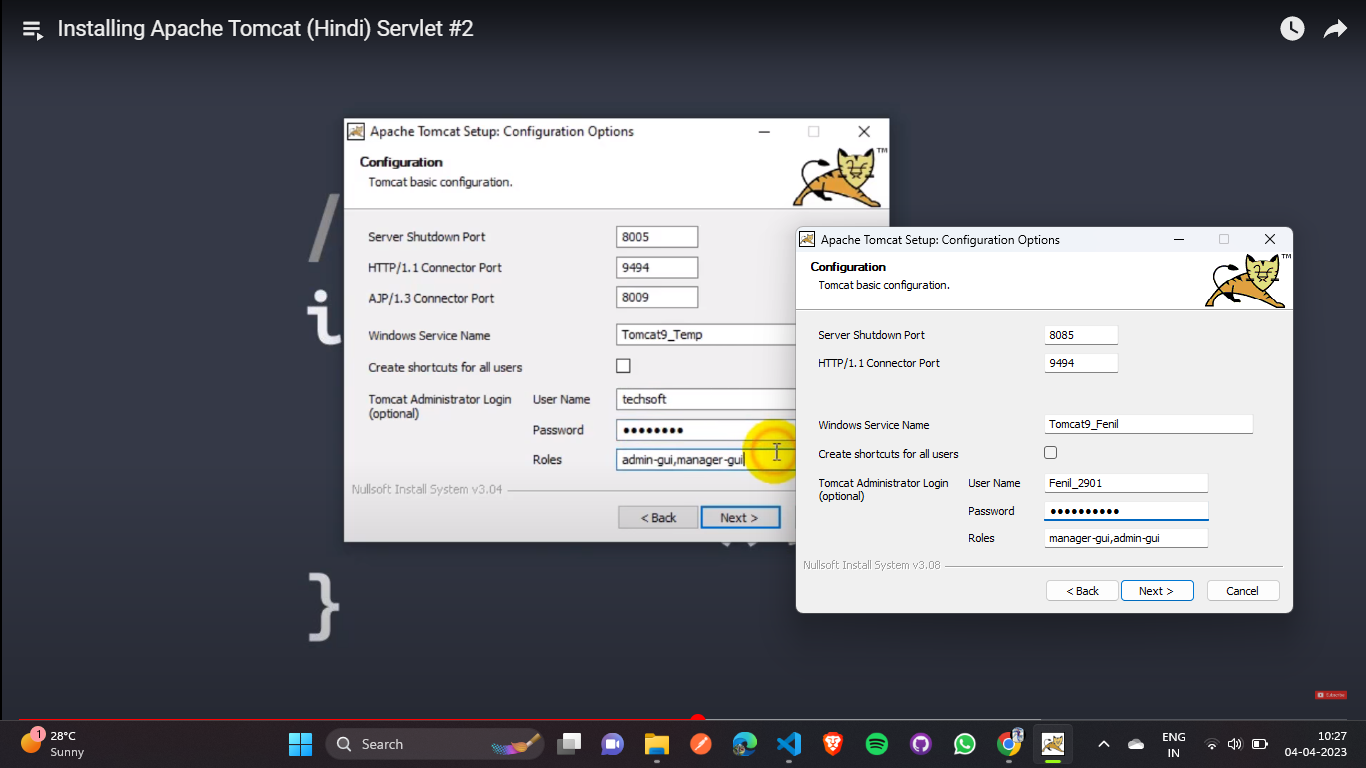 Installing Apache Tomcat (Hindi) Servlet #2
/
i
}
Apache Tomcat Setup: Configuration Options
Configuration
Tomcat basic configuration.
TM
Server Shutdown Port 8005
HTTP/1.1 Connector Port 9494
AJP/1.3 Connector Port 8009
Windows Service Name Tomcat9_Temp
Create shortcuts for all users
Tomcat Administrator Login (optional)
User Name techsoft
Password ●●●●●●●●
Roles admin-gui,manager-gui
Nullsoft Install System v3.04
< Back Next >
Apache Tomcat Setup: Configuration Options
Configuration
Tomcat basic configuration.
TM
Server Shutdown Port 8085
HTTP/1.1 Connector Port 9494
Windows Service Name Tomcat9_Fenil
Create shortcuts for all users
Tomcat Administrator Login (optional)
User Name Fenil_2901
Password ●●●●●●●●●●
Roles manager-gui,admin-gui
Nullsoft Install System v3.08
< Back Next > Cancel
Subscribe
1
28°C
Sunny
Search
ENG
IN
10:27
04-04-2023